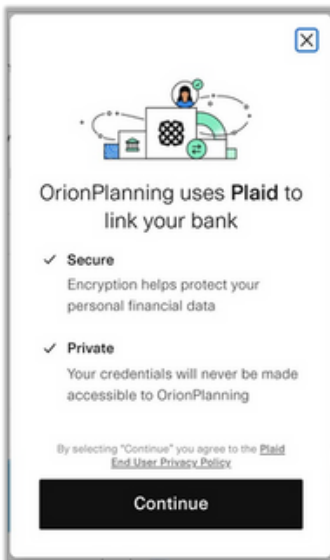 OrionPlanning uses Plaid to
link your bank
Secure
Encryption helps protect your
personal financial data
Private
Your credentials will never be made
accessible to OrionPlanning
By selecting "Continue" you agree to the Plaid
End User Privacy Policy
Continue